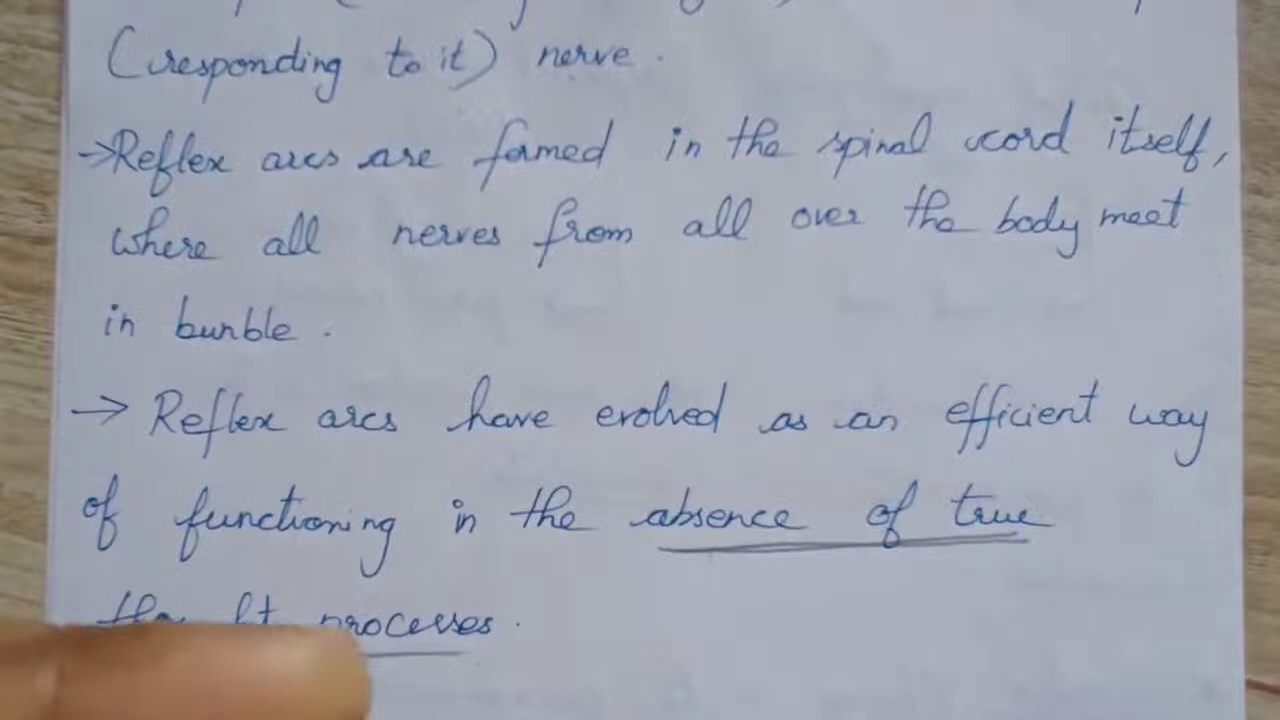 (responding to it) nerve.
→Reflex arcs are formed in the spinal cord itself,
where all nerves from all over the body meet
in bunble.
→ Reflex arcs have evolved as an efficient way
of functioning in the absence of true
processes.